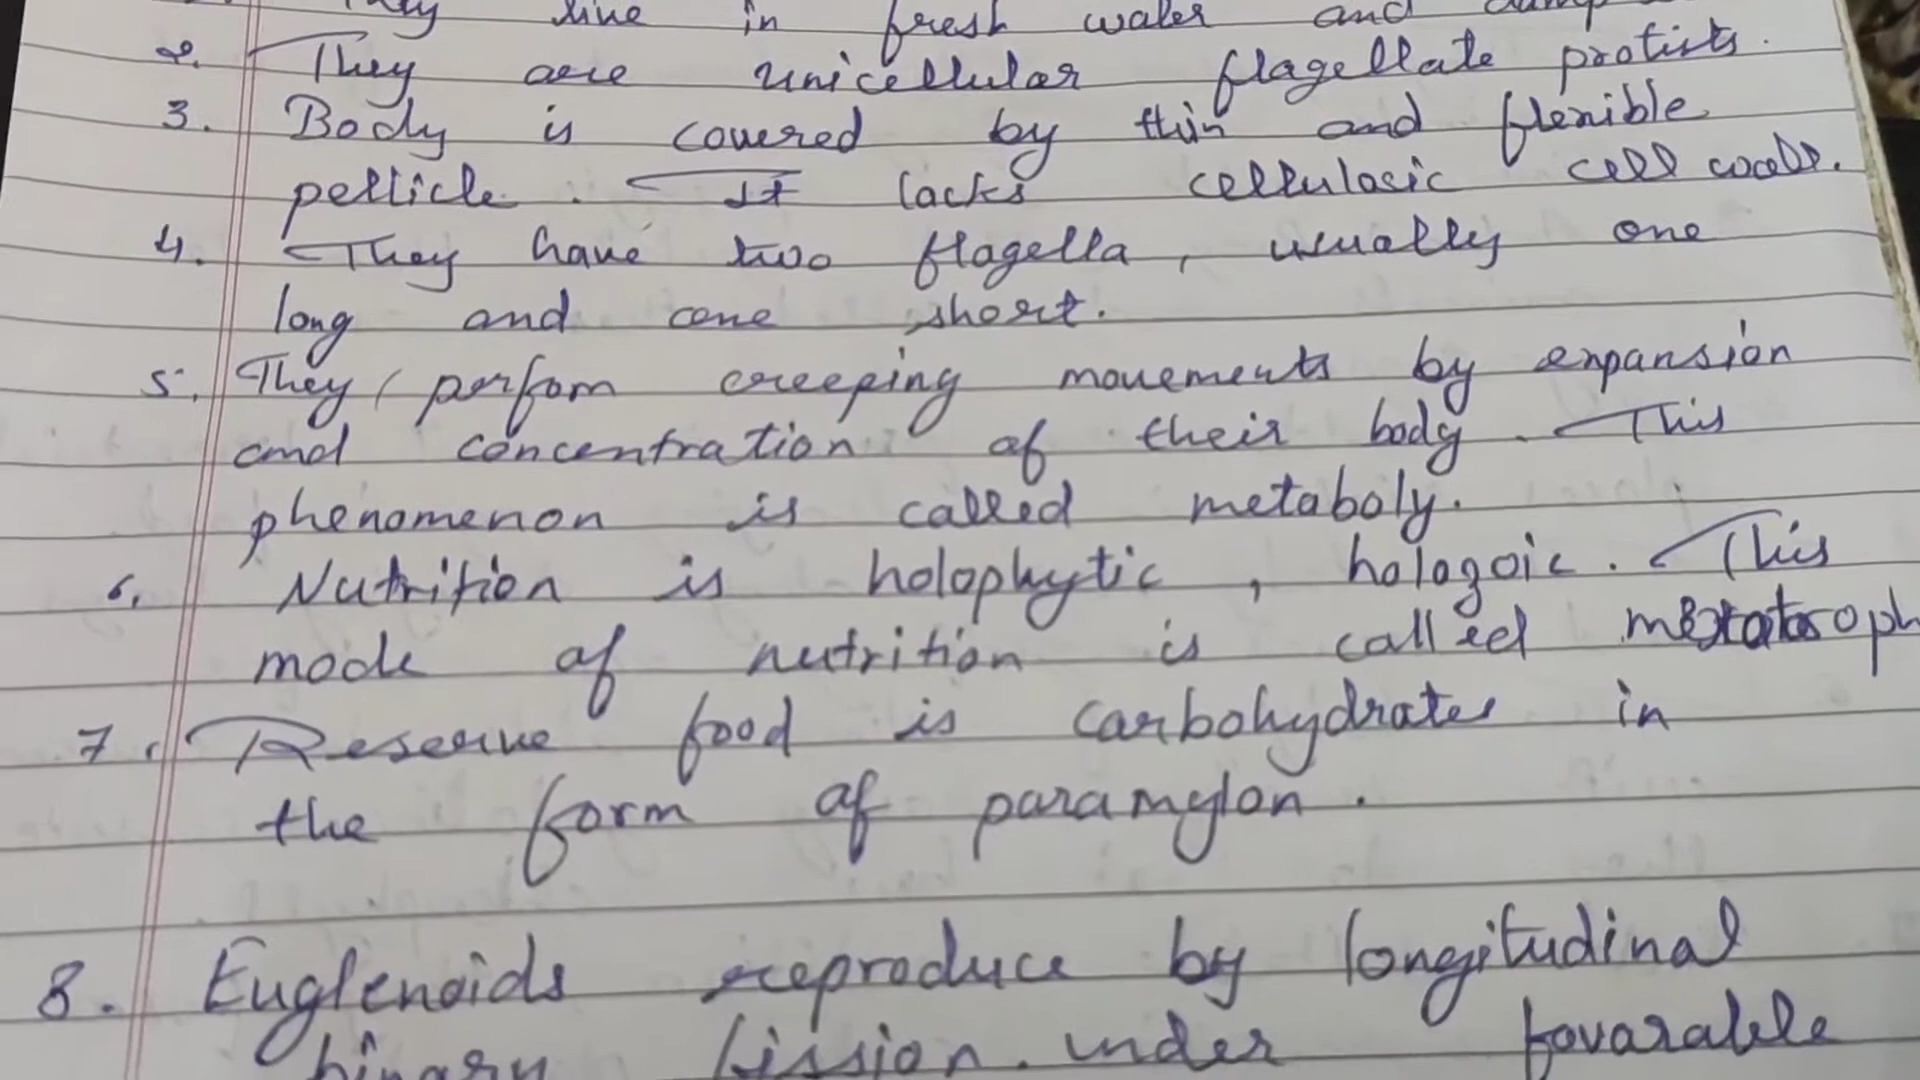 They live in fresh water and damp
2. They are unicellular flagellate protists.
3. Body is covered by thin and flexible
pellicle. It lacks cellulosic cell walls.
4. They have two flagella, usually one
long and one short.
5. They perfom creeping movements by expansion
and concentration of their body. This
phenomenon is called metaboly.
6. Nutrition is holophytic, holozoic. This
mode of nutrition is called
7. Reserve food is carbohydrates in
the form of paramylon.
8. Euglenoids reproduce by longitudinal
binary fission under favarable